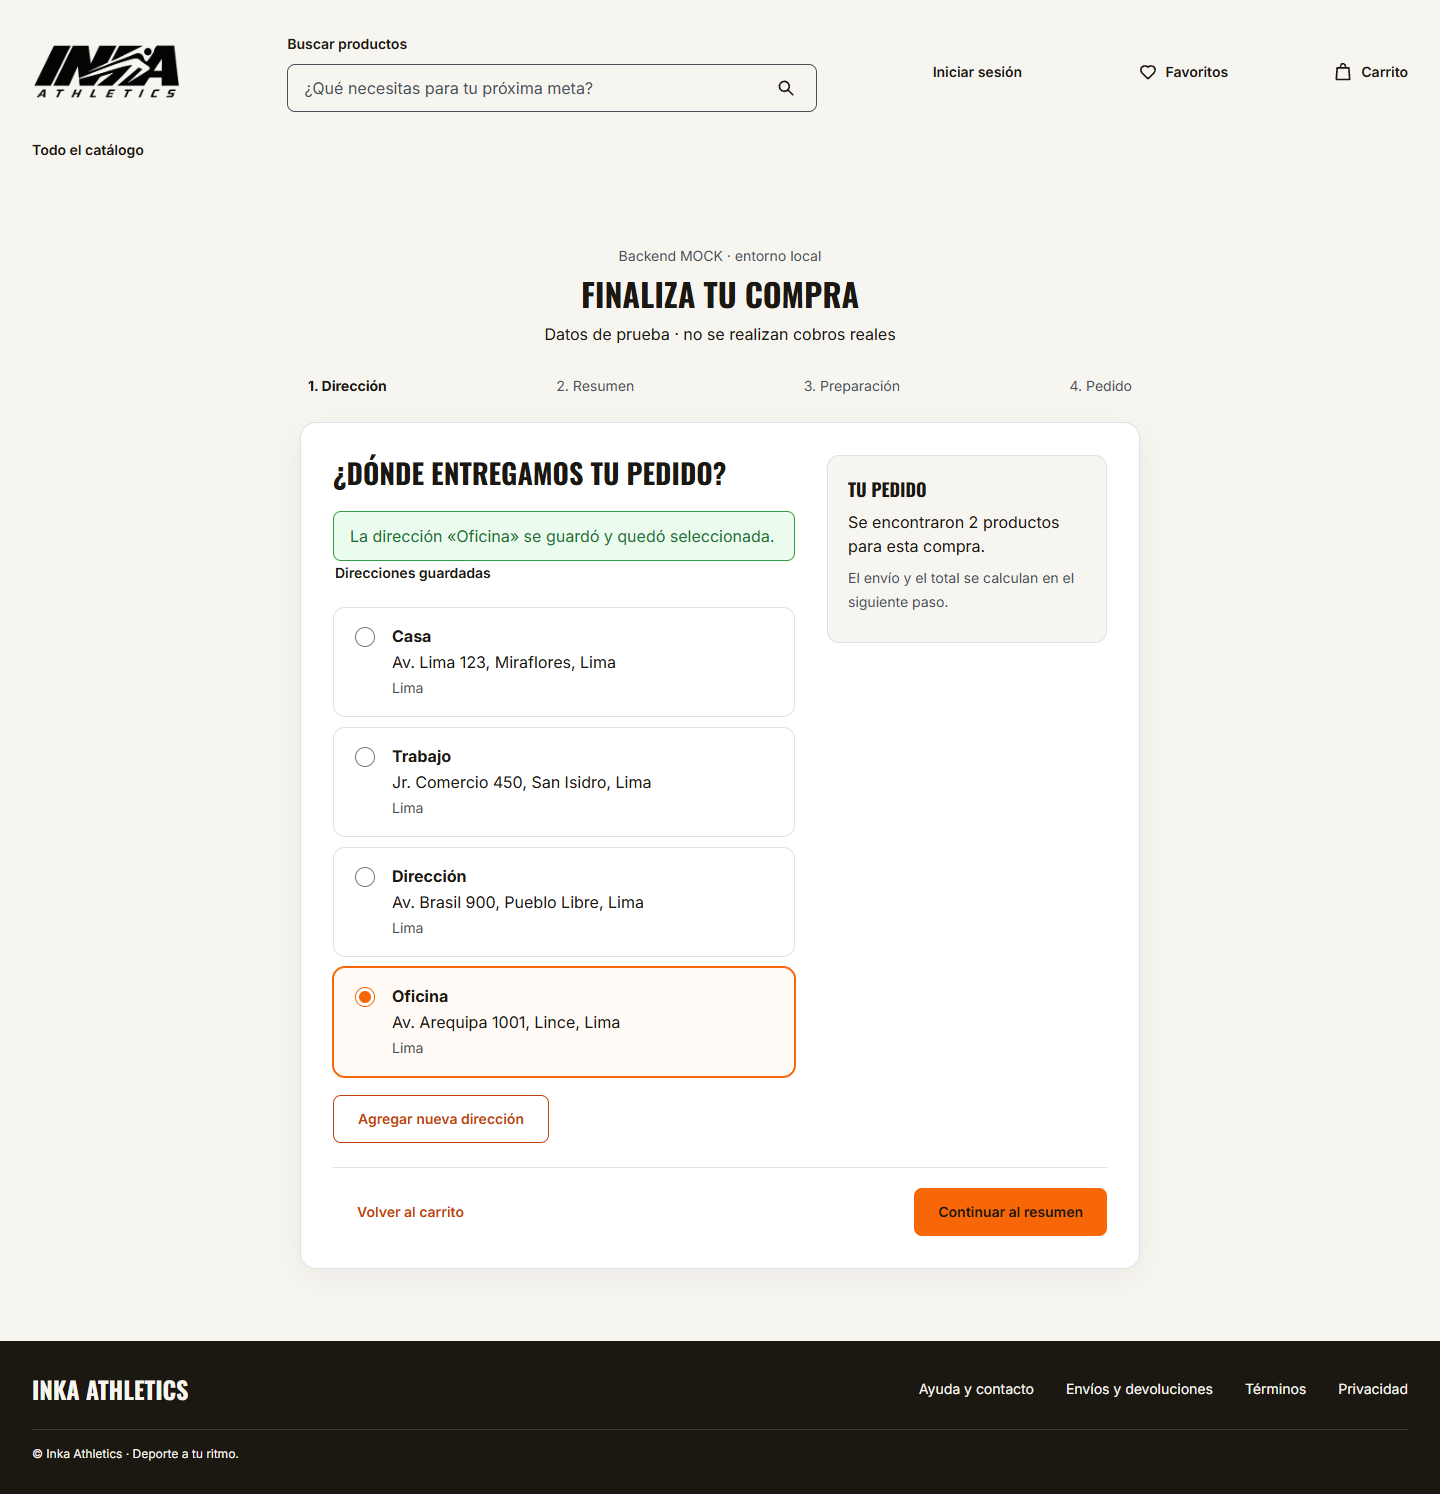 INKA
ATHLETICS
Buscar productos
¿Qué necesitas para tu próxima meta?
Iniciar sesión
Favoritos
Carrito
Todo el catálogo
Backend MOCK · entorno local
FINALIZA TU COMPRA
Datos de prueba · no se realizan cobros reales
1. Dirección
2. Resumen
3. Preparación
4. Pedido
¿DÓNDE ENTREGAMOS TU PEDIDO?
La dirección «Oficina» se guardó y quedó seleccionada.
Direcciones guardadas
Casa
Av. Lima 123, Miraflores, Lima
Lima
Trabajo
Jr. Comercio 450, San Isidro, Lima
Lima
Dirección
Av. Brasil 900, Pueblo Libre, Lima
Lima
Oficina
Av. Arequipa 1001, Lince, Lima
Lima
Agregar nueva dirección
TU PEDIDO
Se encontraron 2 productos
para esta compra.
El envío y el total se calculan en el
siguiente paso.
Volver al carrito
Continuar al resumen
INKA ATHLETICS
Ayuda y contacto
Envíos y devoluciones
Términos
Privacidad
© Inka Athletics · Deporte a tu ritmo.